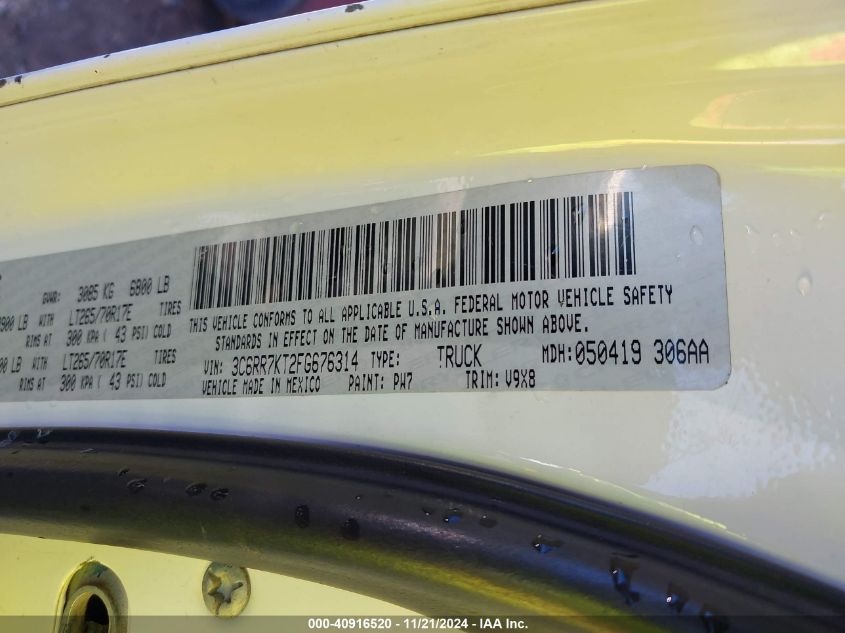 GVWR: 3085 KG 6800 LB
900 LB WITH LT265/70R17E TIRES
RIMS AT 300 KPA ( 43 PSI) COLD
00 LB WITH LT265/70R17E TIRES
RIMS AT 300 KPA ( 43 PSI) COLD
THIS VEHICLE CONFORMS TO ALL APPLICABLE U.S.A. FEDERAL MOTOR VEHICLE SAFETY
STANDARDS IN EFFECT ON THE DATE OF MANUFACTURE SHOWN ABOVE.
VIN: 3C6RR7KT2FG676314 TYPE: TRUCK MDH: 050419 306AA
VEHICLE MADE IN MEXICO PAINT: PW7 TRIM: V9X8
000-40916520 - 11/21/2024 - IAA Inc.